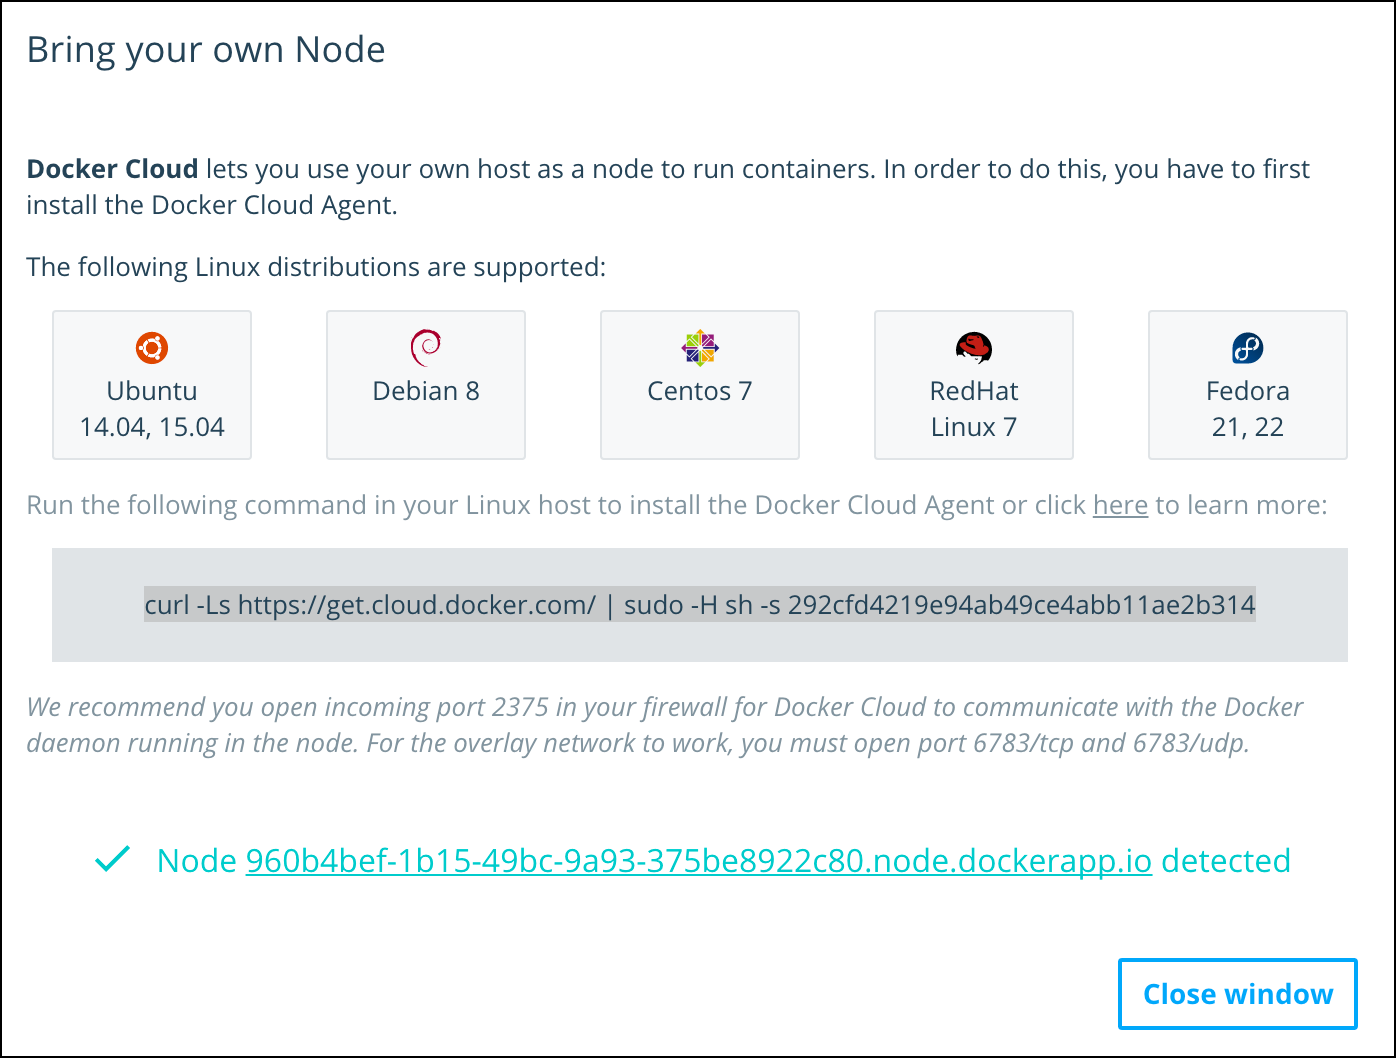 Bring your own Node
Docker Cloud lets you use your own host as a node to run containers. In order to do this, you have to first
install the Docker Cloud Agent.
The following Linux distributions are supported:
Ubuntu
14.04, 15.04
Debian 8
Centos 7
RedHat
Linux 7
Fedora
21, 22
Run the following command in your Linux host to install the Docker Cloud Agent or click here to learn more:
curl -Ls https://get.cloud.docker.com/ | sudo -H sh -s 292cfd4219e94ab49ce4abb11ae2b314
We recommend you open incoming port 2375 in your firewall for Docker Cloud to communicate with the Docker
daemon running in the node. For the overlay network to work, you must open port 6783/tcp and 6783/udp.
Node 960b4bef-1b15-49bc-9a93-375be8922c80.node.dockerapp.io detected
Close window